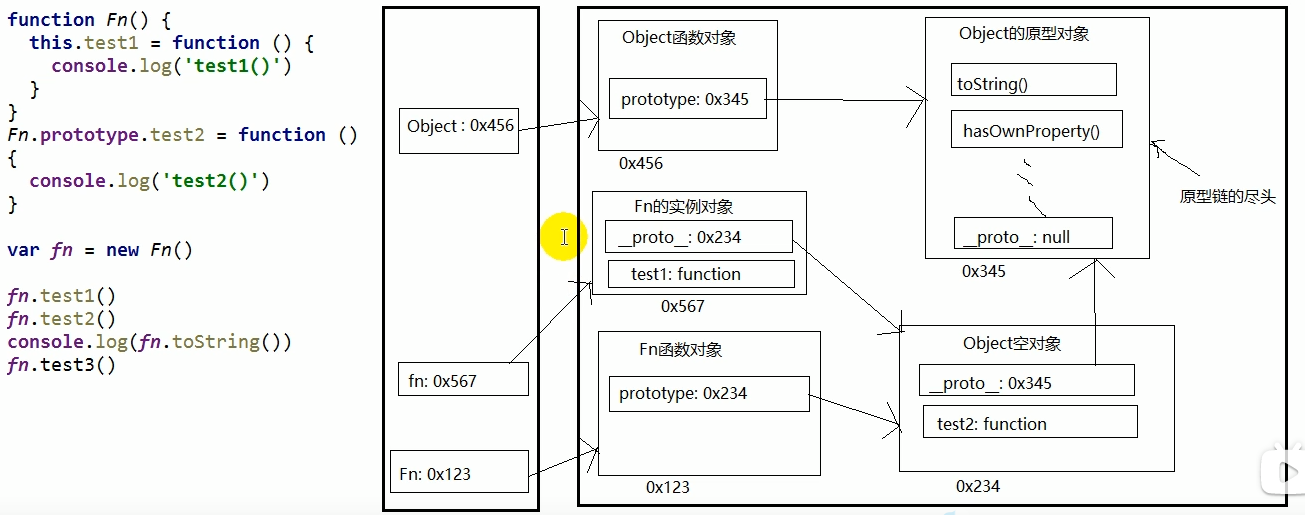 function Fn() {
this.test1 = function () {
console.log('test1()')
}
}
Fn.prototype.test2 = function ()
{
console.log('test2()')
}
var fn = new Fn()
fn.test1()
fn.test2()
console.log(fn.toString())
fn.test3()
Object : 0x456
fn: 0x567
Fn: 0x123
Object函数对象
prototype: 0x345
0x456
Fn的实例对象
__proto__: 0x234
test1: function
0x567
Fn函数对象
prototype: 0x234
0x123
Object的原型对象
toString()
hasOwnProperty()
__proto__: null
0x345
原型链的尽头
Object空对象
__proto__: 0x345
test2: function
0x234